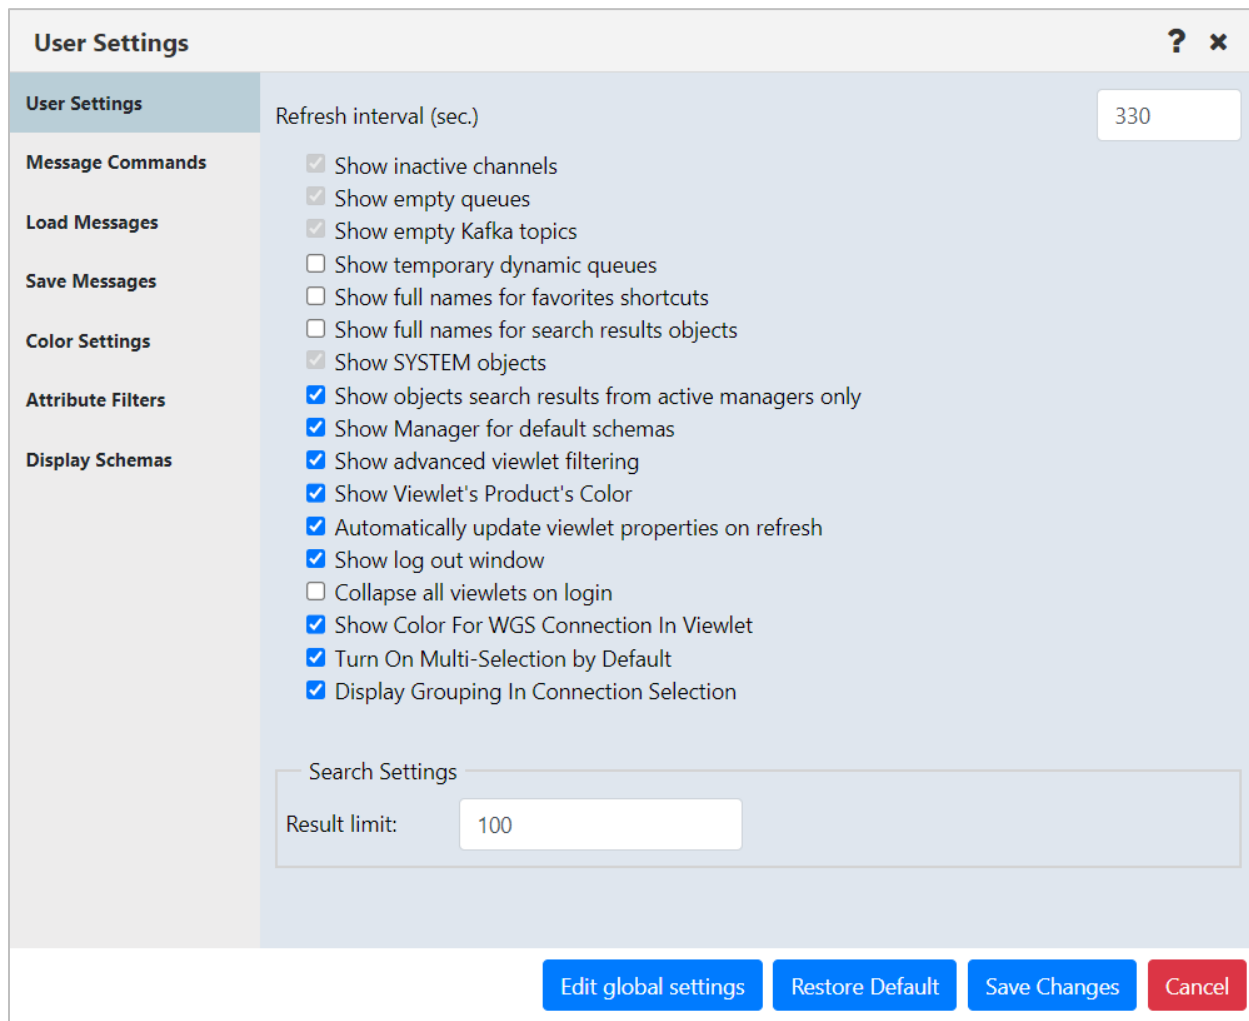 User Settings
? ×
User Settings
Message Commands
Load Messages
Save Messages
Color Settings
Attribute Filters
Display Schemas
Refresh interval (sec.) 330
Show inactive channels
Show empty queues
Show empty Kafka topics
Show temporary dynamic queues
Show full names for favorites shortcuts
Show full names for search results objects
Show SYSTEM objects
Show objects search results from active managers only
Show Manager for default schemas
Show advanced viewlet filtering
Show Viewlet's Product's Color
Automatically update viewlet properties on refresh
Show log out window
Collapse all viewlets on login
Show Color For WGS Connection In Viewlet
Turn On Multi-Selection by Default
Display Grouping In Connection Selection
Search Settings
Result limit: 100
Edit global settings Restore Default Save Changes Cancel